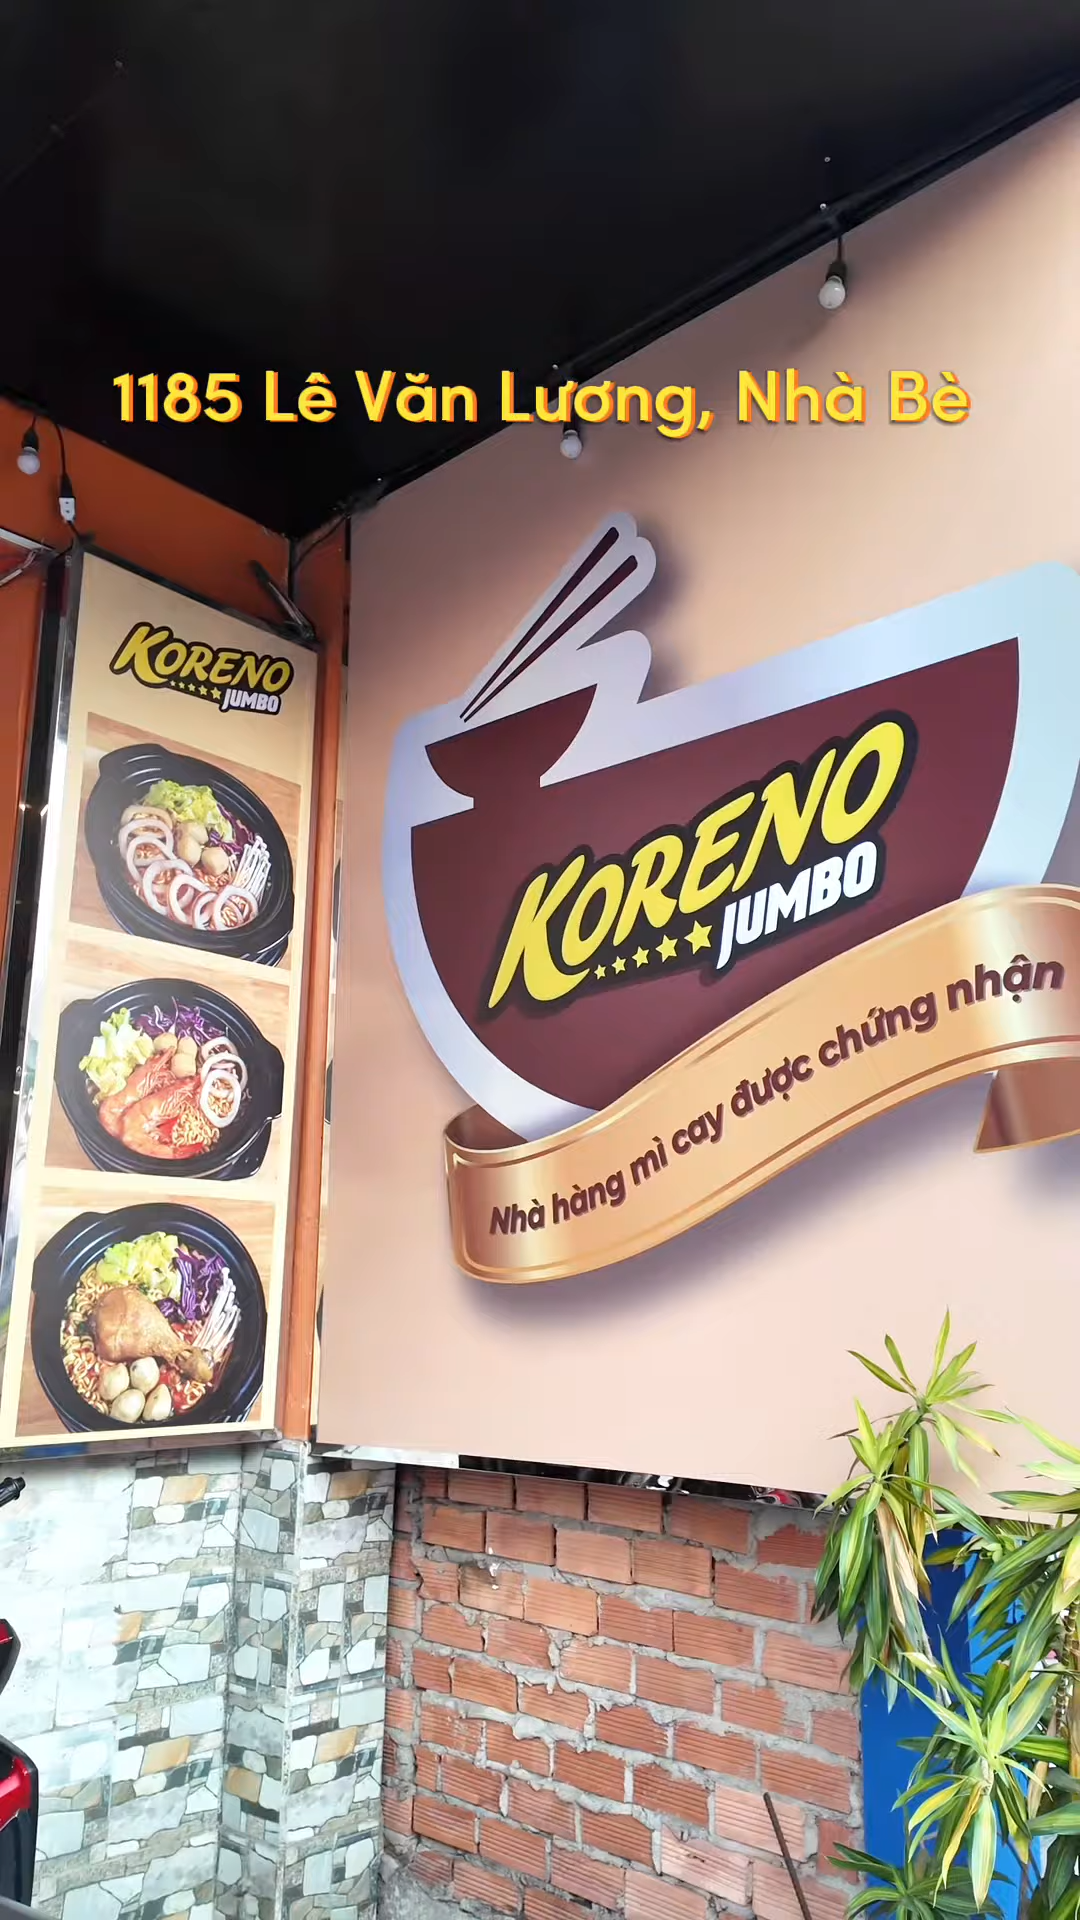 1185 Lê Văn Lương, Nhà Bè
KORENO
JUMBO
KORENO
JUMBO
Nhà hàng mì cay được chứng nhận